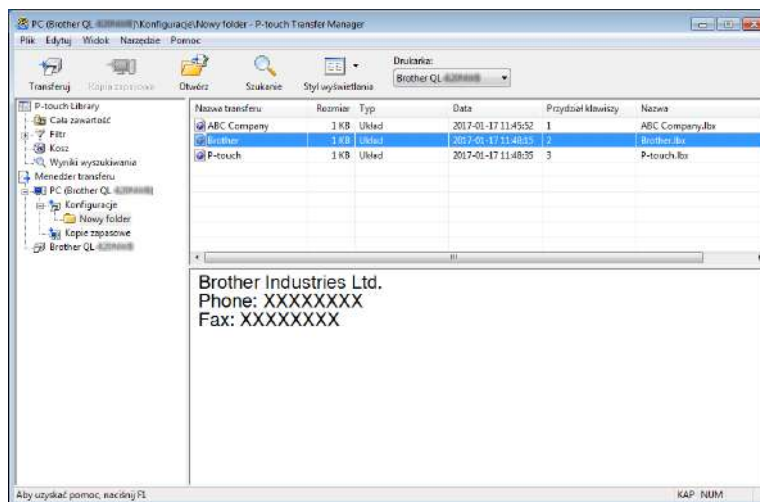 PC (Brother QL )\Konfiguracje\Nowy folder - P-touch Transfer Manager
Plik Edytuj Widok Narzędzie Pomoc
Transferuj Kopia zapasowa Otwórz Szukanie Styl wyświetlania
Drukarka:
Brother QL
P-touch Library
Cała zawartość
Filtr
Kosz
Wyniki wyszukiwania
Menedżer transferu
PC (Brother QL )
Konfiguracje
Nowy folder
Kopie zapasowe
Brother QL
Nazwa transferu Rozmiar Typ Data Przydział klawiszy Nazwa
ABC Company 1 KB Układ 2017-01-17 11:45:52 1 ABC Company.lbx
Brother 1 KB Układ 2017-01-17 11:48:15 2 Brother.lbx
P-touch 1 KB Układ 2017-01-17 11:48:35 3 P-touch.lbx
Brother Industries Ltd.
Phone: XXXXXXXX
Fax: XXXXXXXX
Aby uzyskać pomoc, naciśnij F1
KAP NUM